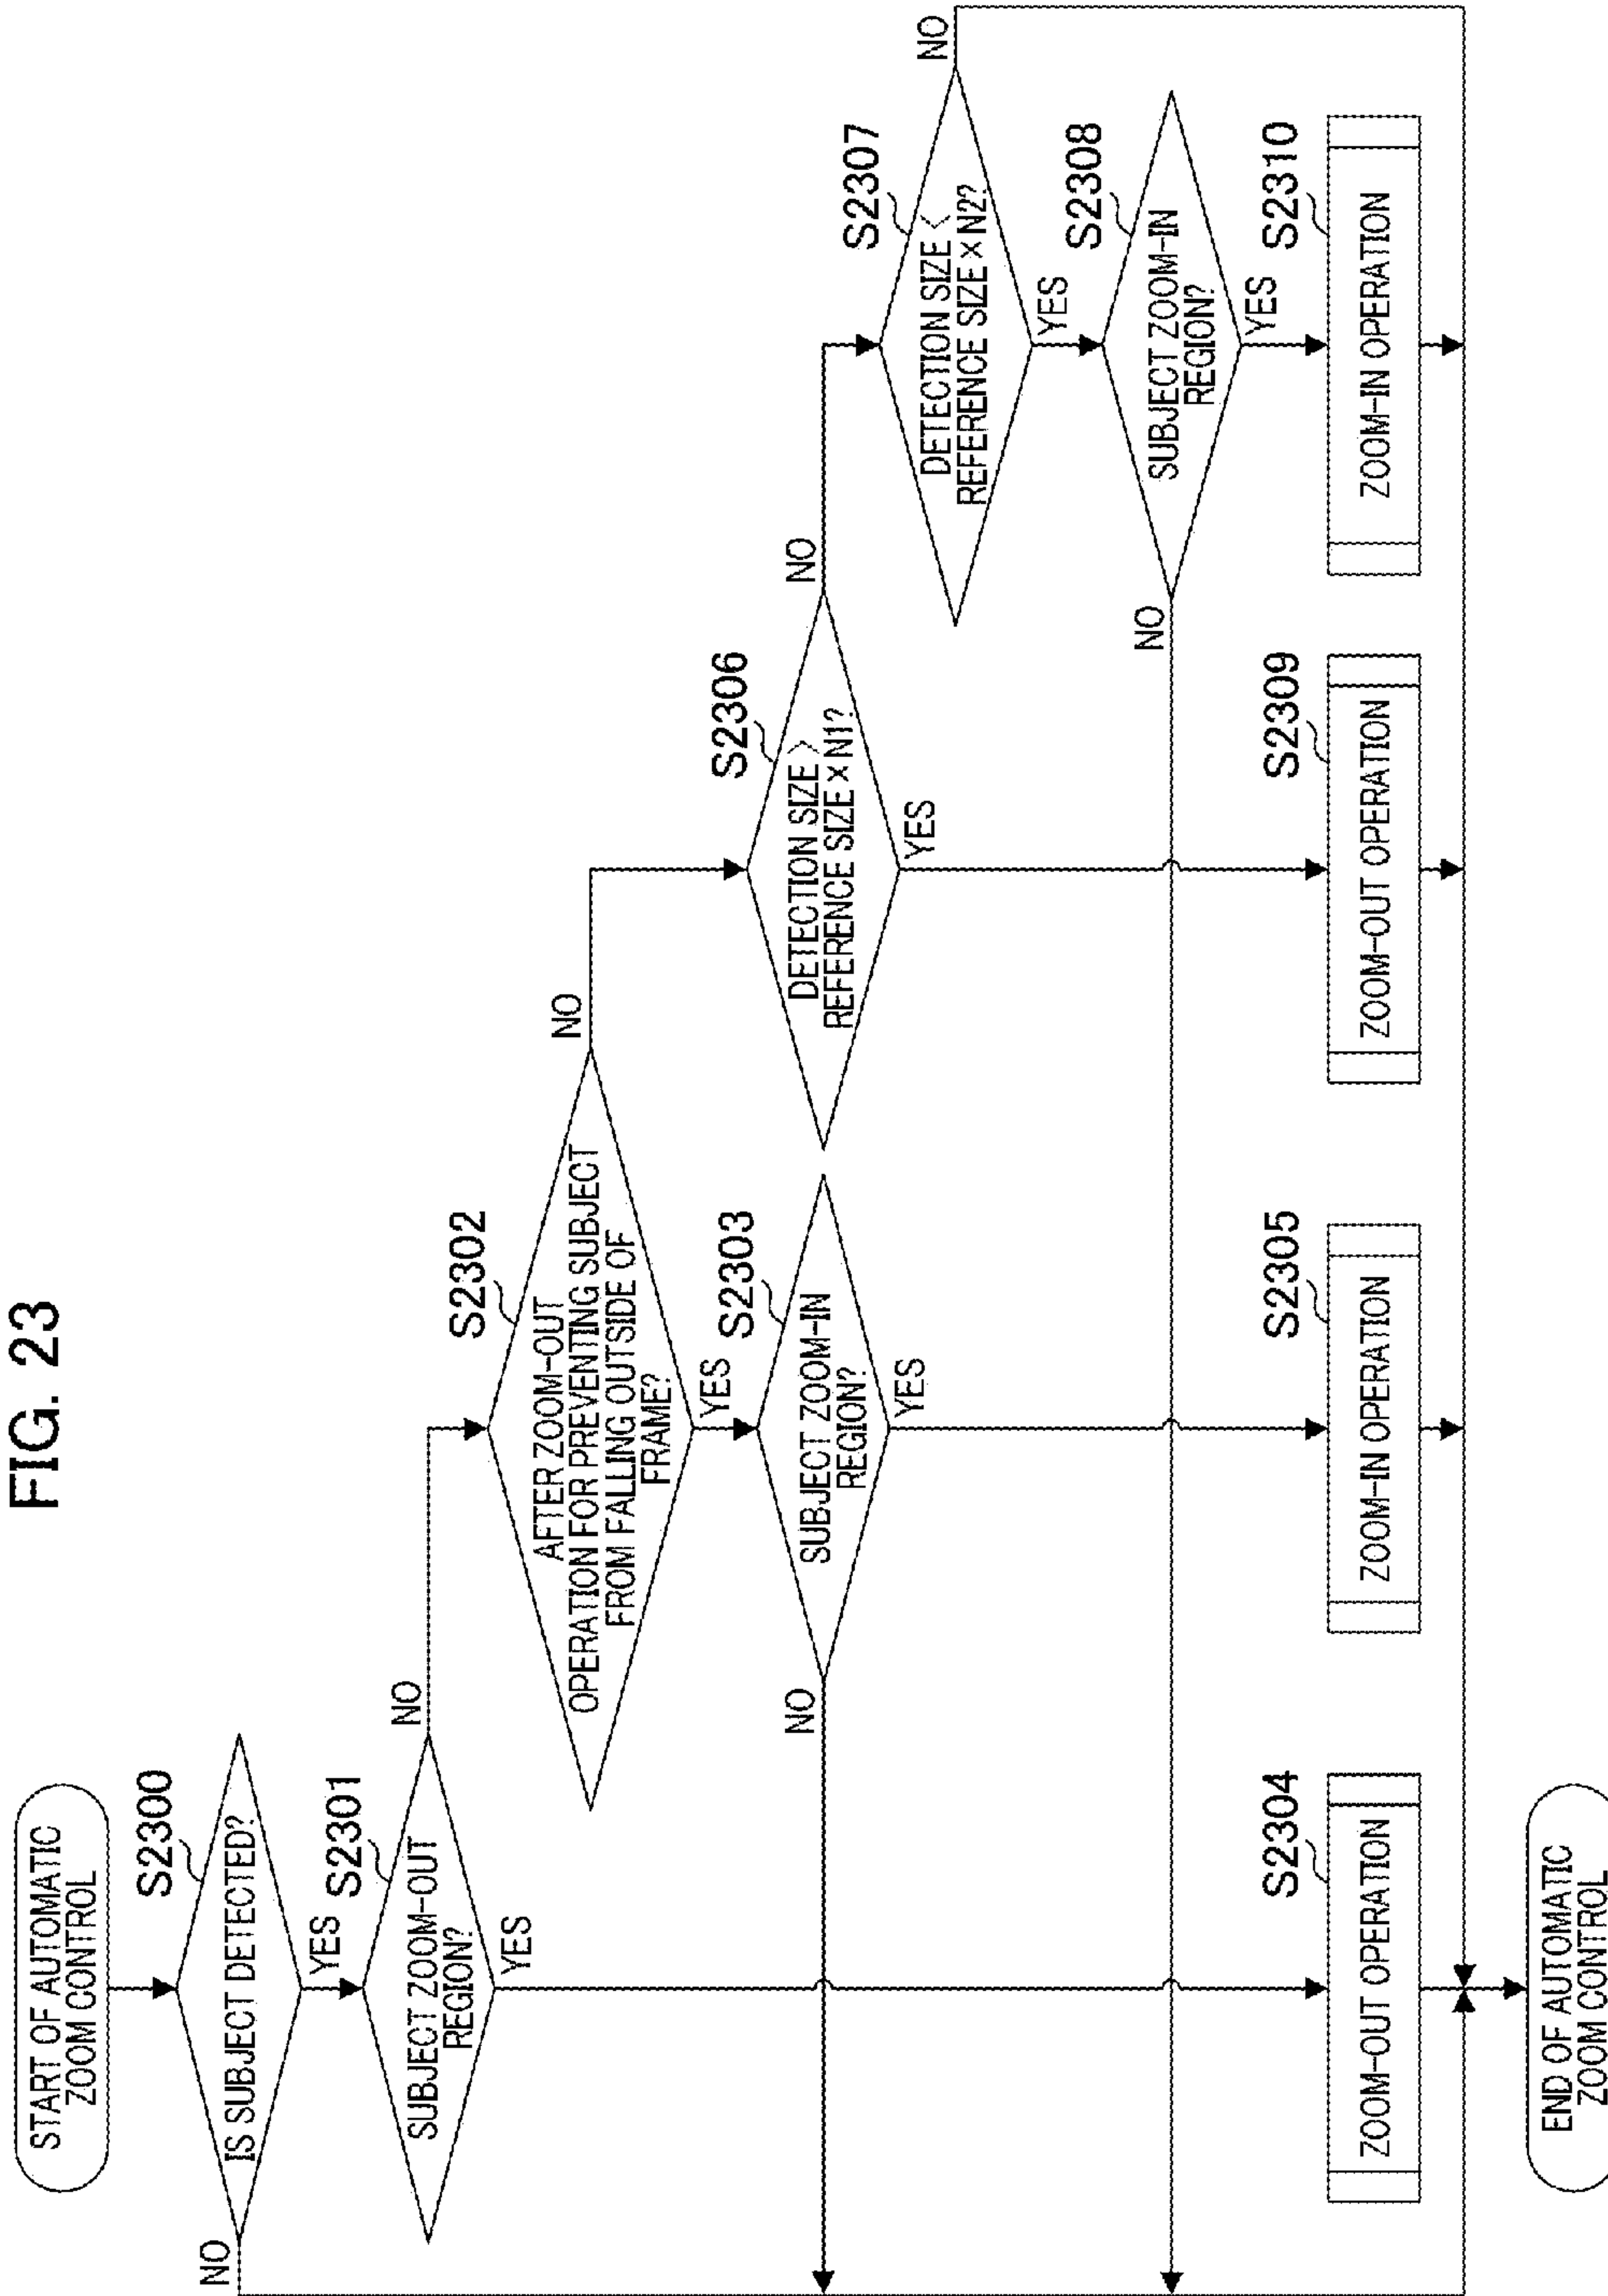 FIG. 23
START OF AUTOMATIC
ZOOM CONTROL
S2300
IS SUBJECT DETECTED?
NO
YES
S2301
SUBJECT ZOOM-OUT
REGION?
NO
YES
S2302
AFTER ZOOM-OUT
OPERATION FOR PREVENTING SUBJECT
FROM FALLING OUTSIDE OF
FRAME?
NO
YES
S2303
SUBJECT ZOOM-IN
REGION?
NO
YES
S2306
DETECTION SIZE >
REFERENCE SIZE × N1?
NO
YES
S2307
DETECTION SIZE <
REFERENCE SIZE × N2?
NO
YES
S2308
SUBJECT ZOOM-IN
REGION?
NO
YES
S2304
ZOOM-OUT OPERATION
S2305
ZOOM-IN OPERATION
S2309
ZOOM-OUT OPERATION
S2310
ZOOM-IN OPERATION
END OF AUTOMATIC
ZOOM CONTROL